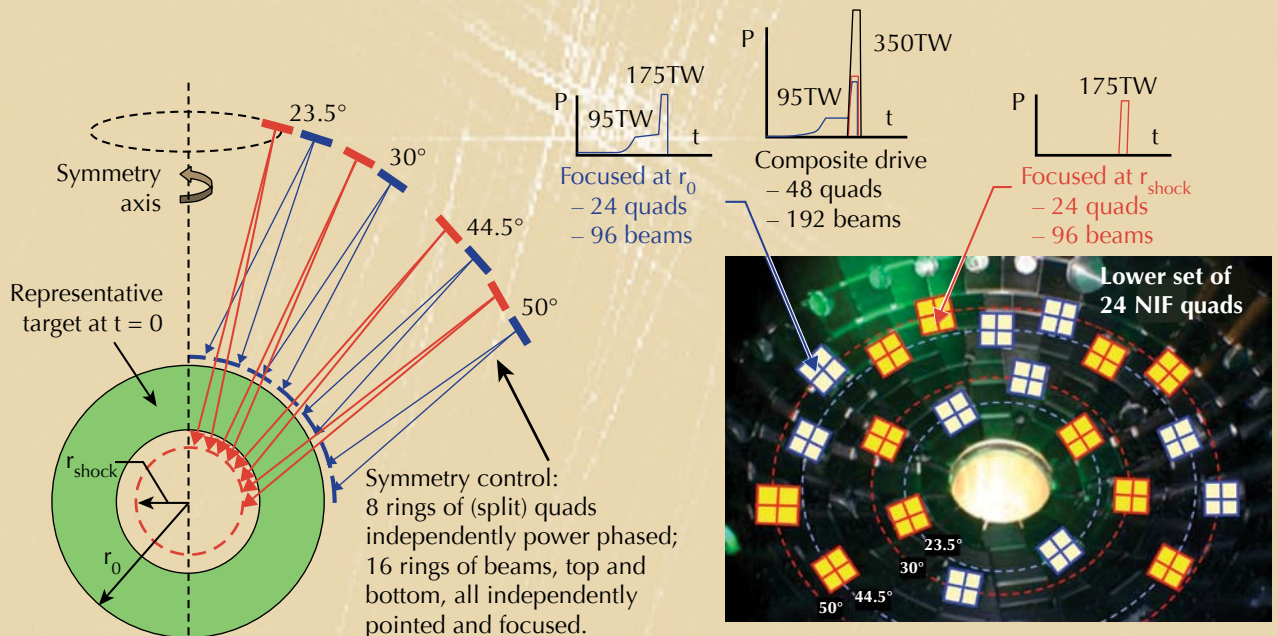 23.5°
30°
44.5°
50°
Symmetry
axis
Representative
target at t = 0
r_shock
r_0
Symmetry control:
8 rings of (split) quads
independently power phased;
16 rings of beams, top and
bottom, all independently
pointed and focused.
P
175TW
95TW
t
Focused at r_0
– 24 quads
– 96 beams
P
350TW
95TW
t
Composite drive
– 48 quads
– 192 beams
P
175TW
t
Focused at r_shock
– 24 quads
– 96 beams
Lower set of
24 NIF quads
23.5°
30°
44.5°
50°